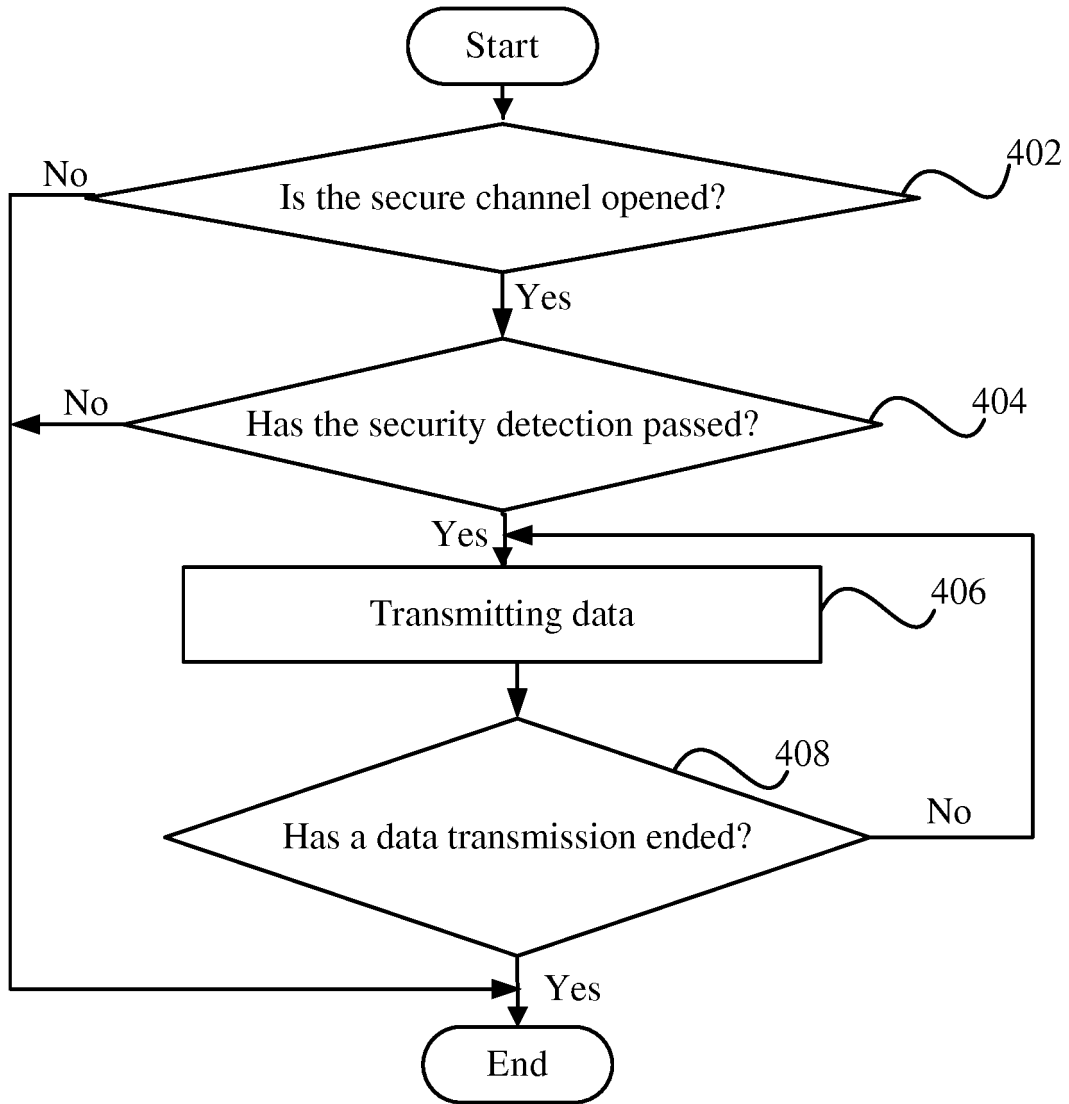 Start
No
Is the secure channel opened?
402
Yes
No
Has the security detection passed?
404
Yes
Transmitting data
406
408
Has a data transmission ended?
No
Yes
End